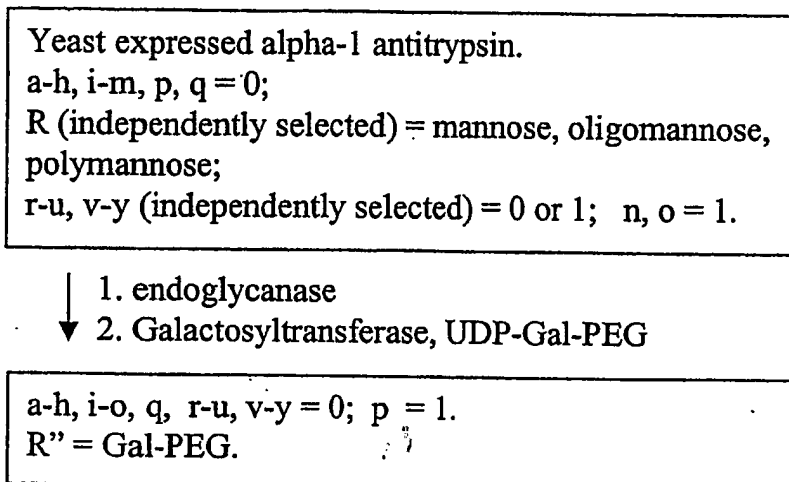 Yeast expressed alpha-1 antitrypsin.
a-h, i-m, p, q = 0;
R (independently selected) = mannose, oligomannose,
polymannose;
r-u, v-y (independently selected) = 0 or 1;   n, o = 1.
1. endoglycanase
2. Galactosyltransferase, UDP-Gal-PEG
a-h, i-o, q,  r-u, v-y = 0;  p = 1.
R” = Gal-PEG.